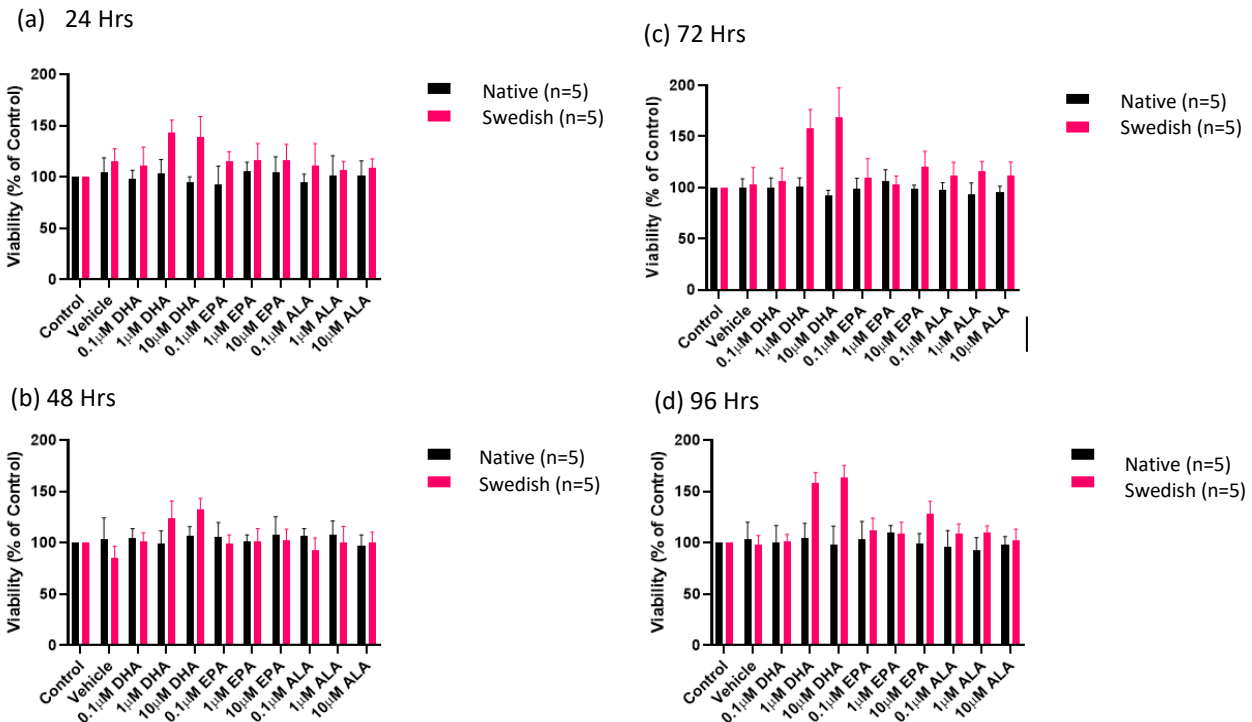 (a) 24 Hrs
Viability (% of Control)
200
150
100
50
0
Control
Vehicle
0.1μM DHA
1μM DHA
10μM DHA
0.1μM EPA
1μM EPA
10μM EPA
0.1μM ALA
1μM ALA
10μM ALA
Native (n=5)
Swedish (n=5)
(b) 48 Hrs
Viability (% of Control)
200
150
100
50
0
Control
Vehicle
0.1μM DHA
1μM DHA
10μM DHA
0.1μM EPA
1μM EPA
10μM EPA
0.1μM ALA
1μM ALA
10μM ALA
Native (n=5)
Swedish (n=5)
(c) 72 Hrs
Viability (% of Control)
200
150
100
50
0
Control
Vehicle
0.1μM DHA
1μM DHA
10μM DHA
0.1μM EPA
1μM EPA
10μM EPA
0.1μM ALA
1μM ALA
10μM ALA
Native (n=5)
Swedish (n=5)
(d) 96 Hrs
Viability (% of Control)
200
150
100
50
0
Control
Vehicle
0.1μM DHA
1μM DHA
10μM DHA
0.1μM EPA
1μM EPA
10μM EPA
0.1μM ALA
1μM ALA
10μM ALA
Native (n=5)
Swedish (n=5)